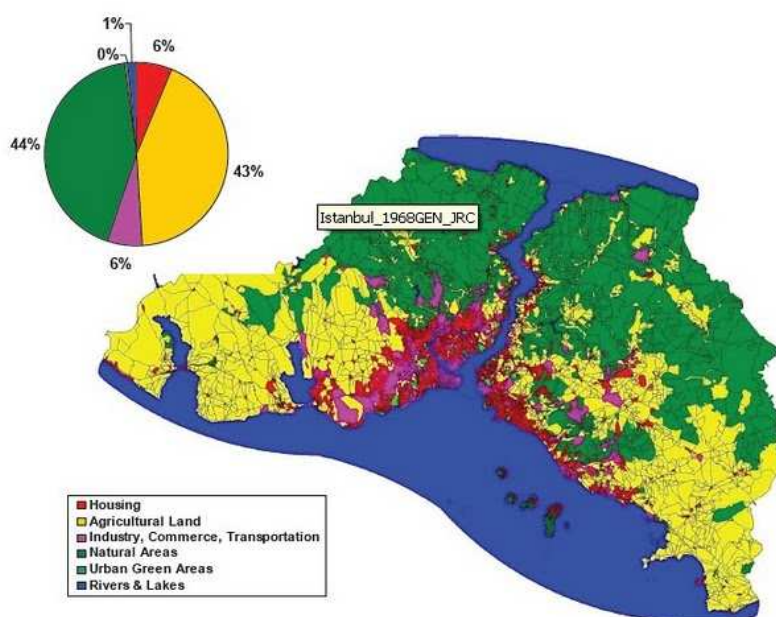 1%
6%
0%
44%
43%
6%
Istanbul_1968GEN_JRC
Housing
Agricultural Land
Industry, Commerce, Transportation
Natural Areas
Urban Green Areas
Rivers & Lakes